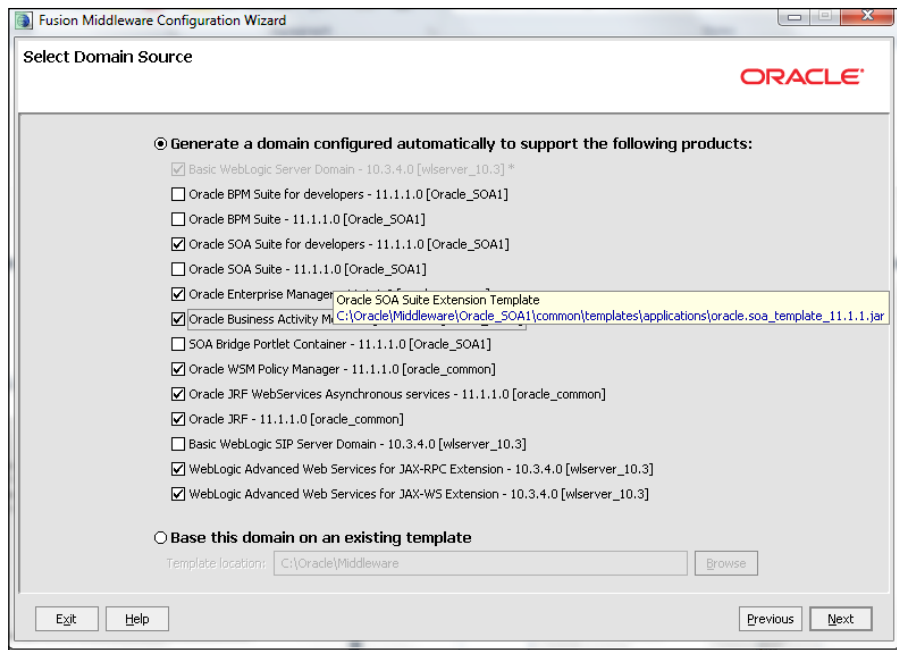 Fusion Middleware Configuration Wizard
Select Domain Source
ORACLE
Generate a domain configured automatically to support the following products:
Basic WebLogic Server Domain - 10.3.4.0 [wlserver_10.3] *
Oracle BPM Suite for developers - 11.1.1.0 [Oracle_SOA1]
Oracle BPM Suite - 11.1.1.0 [Oracle_SOA1]
Oracle SOA Suite for developers - 11.1.1.0 [Oracle_SOA1]
Oracle SOA Suite - 11.1.1.0 [Oracle_SOA1]
Oracle Enterprise Manager
Oracle SOA Suite Extension Template
Oracle Business Activity
C:\Oracle\Middleware\Oracle_SOA1\common\templates\applications\oracle.soa_template_11.1.1.jar
SOA Bridge Portlet Container - 11.1.1.0 [Oracle_SOA1]
Oracle WSM Policy Manager - 11.1.1.0 [oracle_common]
Oracle JRF WebServices Asynchronous services - 11.1.1.0 [oracle_common]
Oracle JRF - 11.1.1.0 [oracle_common]
Basic WebLogic SIP Server Domain - 10.3.4.0 [wlserver_10.3]
WebLogic Advanced Web Services for JAX-RPC Extension - 10.3.4.0 [wlserver_10.3]
WebLogic Advanced Web Services for JAX-WS Extension - 10.3.4.0 [wlserver_10.3]
Base this domain on an existing template
Template location: C:\Oracle\Middleware Browse
Exit Help Previous Next